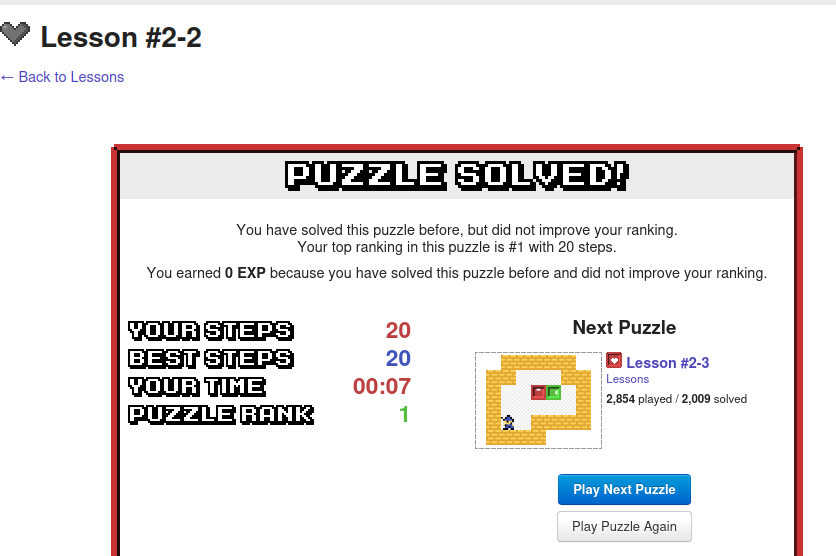 Lesson #2-2
← Back to Lessons
PUZZLE SOLVED!
You have solved this puzzle before, but did not improve your ranking.
Your top ranking in this puzzle is #1 with 20 steps.
You earned 0 EXP because you have solved this puzzle before and did not improve your ranking.
YOUR STEPS 20
BEST STEPS 20
YOUR TIME 00:07
PUZZLE RANK 1
Next Puzzle
Lesson #2-3
Lessons
2,854 played / 2,009 solved
Play Next Puzzle
Play Puzzle Again